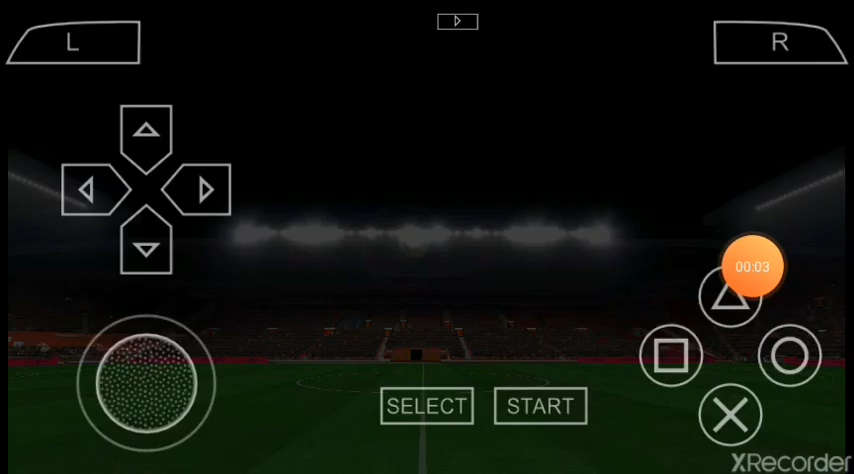 L
R
00:03
SELECT
START
XRecorder